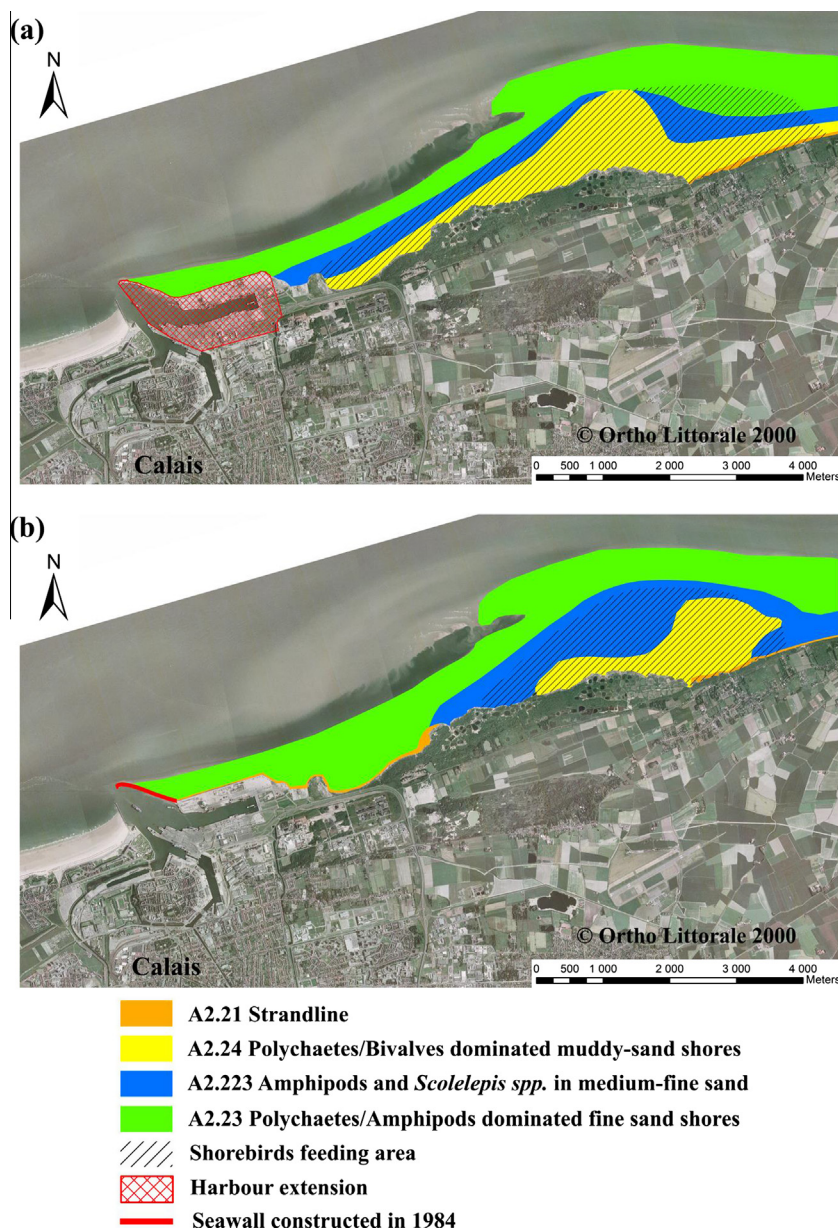 (a)
N
Calais
© Ortho Littorale 2000
0 500 1 000 2 000 3 000 4 000
Meters
(b)
N
Calais
© Ortho Littorale 2000
0 500 1 000 2 000 3 000 4 000
Meters
A2.21 Strandline
A2.24 Polychaetes/Bivalves dominated muddy-sand shores
A2.223 Amphipods and Scolelepis spp. in medium-fine sand
A2.23 Polychaetes/Amphipods dominated fine sand shores
Shorebirds feeding area
Harbour extension
Seawall constructed in 1984